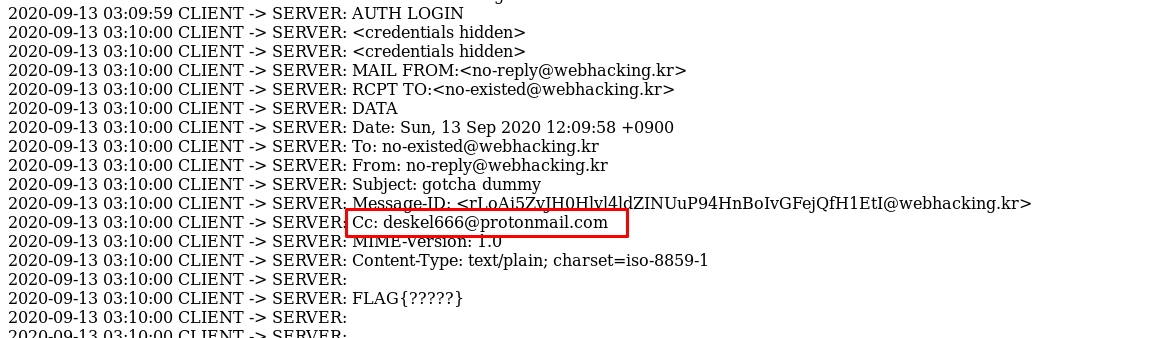 2020-09-13 03:09:59 CLIENT -> SERVER: AUTH LOGIN
2020-09-13 03:10:00 CLIENT -> SERVER: <credentials hidden>
2020-09-13 03:10:00 CLIENT -> SERVER: <credentials hidden>
2020-09-13 03:10:00 CLIENT -> SERVER: MAIL FROM:<no-reply@webhacking.kr>
2020-09-13 03:10:00 CLIENT -> SERVER: RCPT TO:<no-existed@webhacking.kr>
2020-09-13 03:10:00 CLIENT -> SERVER: DATA
2020-09-13 03:10:00 CLIENT -> SERVER: Date: Sun, 13 Sep 2020 12:09:58 +0900
2020-09-13 03:10:00 CLIENT -> SERVER: To: no-existed@webhacking.kr
2020-09-13 03:10:00 CLIENT -> SERVER: From: no-reply@webhacking.kr
2020-09-13 03:10:00 CLIENT -> SERVER: Subject: gotcha dummy
2020-09-13 03:10:00 CLIENT -> SERVER: Message-ID:
2020-09-13 03:10:00 CLIENT -> SERVER: Cc: deskel666@protonmail.com
2020-09-13 03:10:00 CLIENT -> SERVER: MIME-Version: 1.0
2020-09-13 03:10:00 CLIENT -> SERVER: Content-Type: text/plain; charset=iso-8859-1
2020-09-13 03:10:00 CLIENT -> SERVER:
2020-09-13 03:10:00 CLIENT -> SERVER: FLAG{?????}
2020-09-13 03:10:00 CLIENT -> SERVER:
2020-09-13 03:10:00 CLIENT -> SERVER: